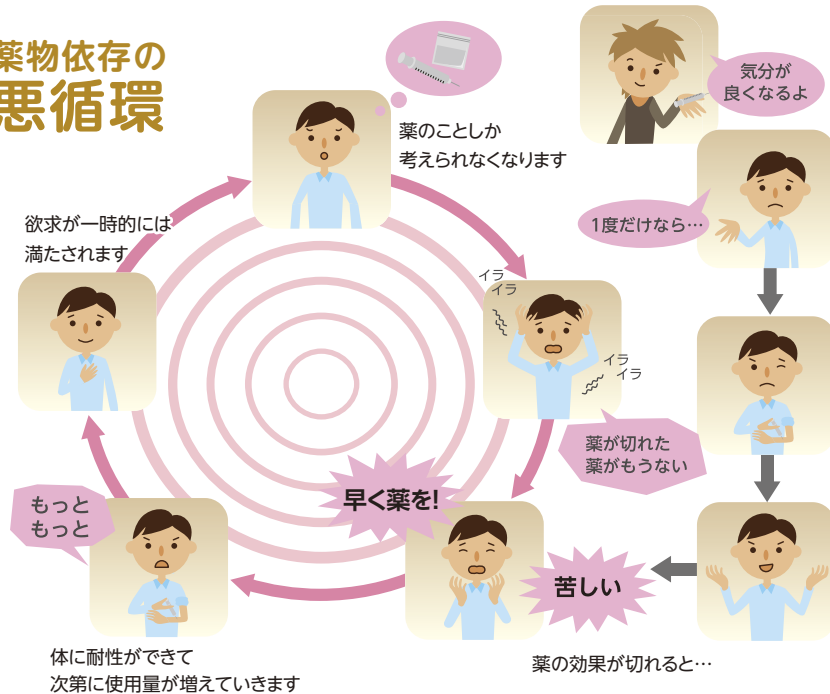 薬物依存の
悪循環
気分が
良くなるよ
1度だけなら…
薬のことしか
考えられなくなります
欲求が一時的には
満たされます
イラ
イラ
イラ
イラ
薬が切れた
薬がもうない
早く薬を!
苦しい
もっと
もっと
薬の効果が切れると…
体に耐性ができて
次第に使用量が増えていきます